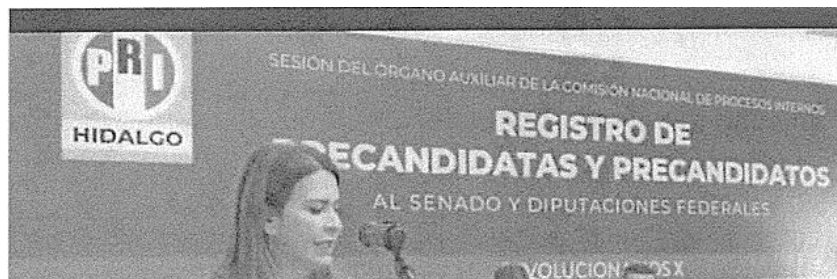 PRI
HIDALGO
SESIÓN DEL ÓRGANO AUXILIAR DE LA COMISIÓN NACIONAL DE PROCESOS INTERNOS
REGISTRO DE
PRECANDIDATAS Y PRECANDIDATOS
AL SENADO Y DIPUTACIONES FEDERALES